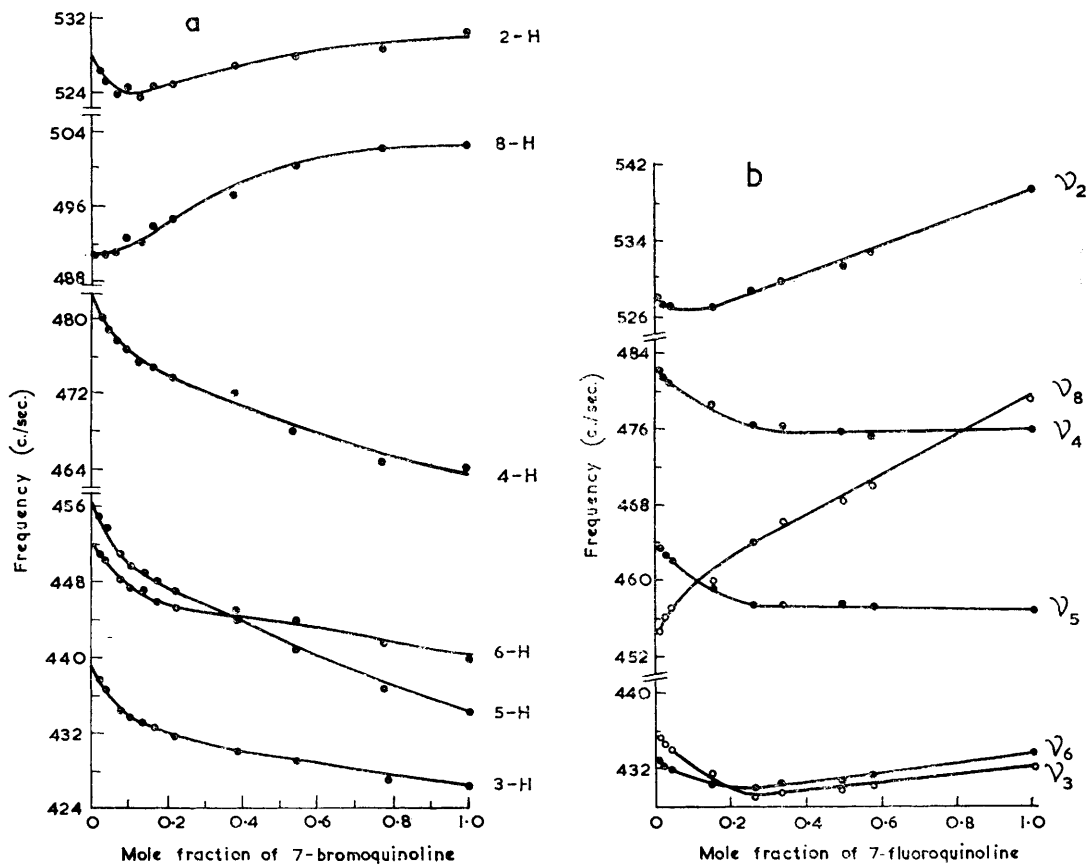 a
532
524
504
496
488
480
472
464
456
448
440
432
424
Frequency (c./sec.)
2-H
8-H
4-H
6-H
5-H
3-H
0 0·2 0·4 0·6 0·8 1·0
Mole fraction of 7-bromoquinoline
b
542
534
526
484
476
468
460
452
440
432
Frequency (c./sec.)
ν2
ν8
ν4
ν5
ν6
ν3
0 0·2 0·4 0·6 0·8 1·0
Mole fraction of 7-fluoroquinoline